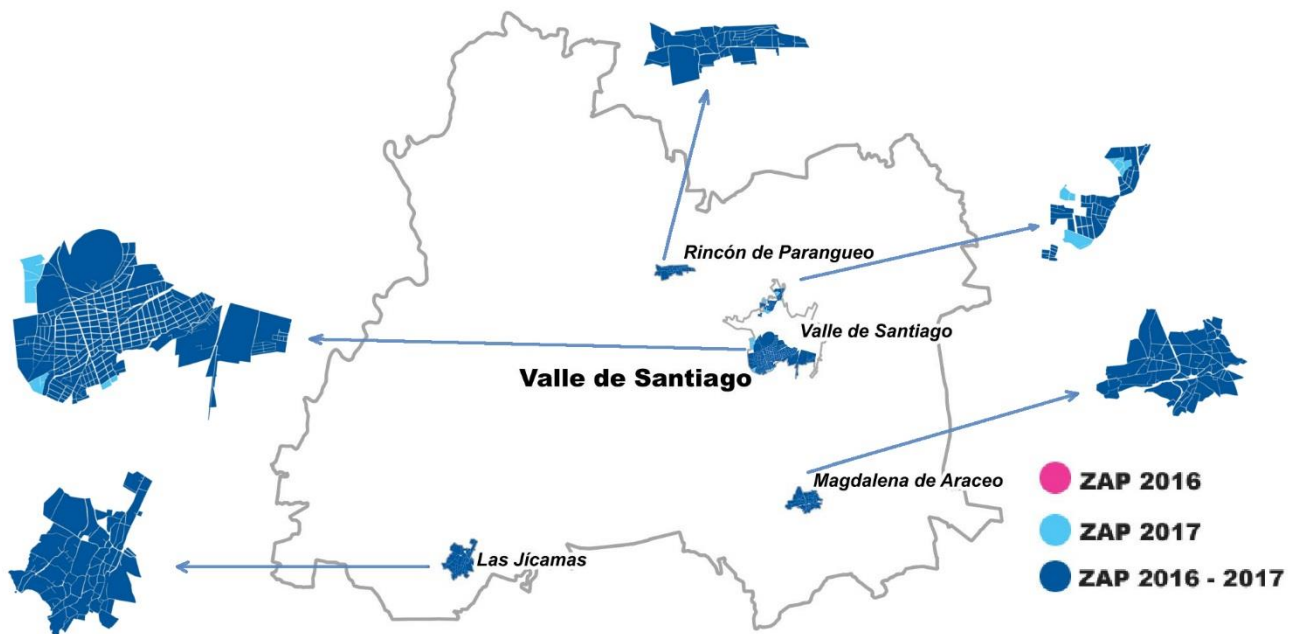 Rincón de Parangueo
Valle de Santiago
Valle de Santiago
Magdalena de Araceo
Las Jícamas
ZAP 2016
ZAP 2017
ZAP 2016 - 2017